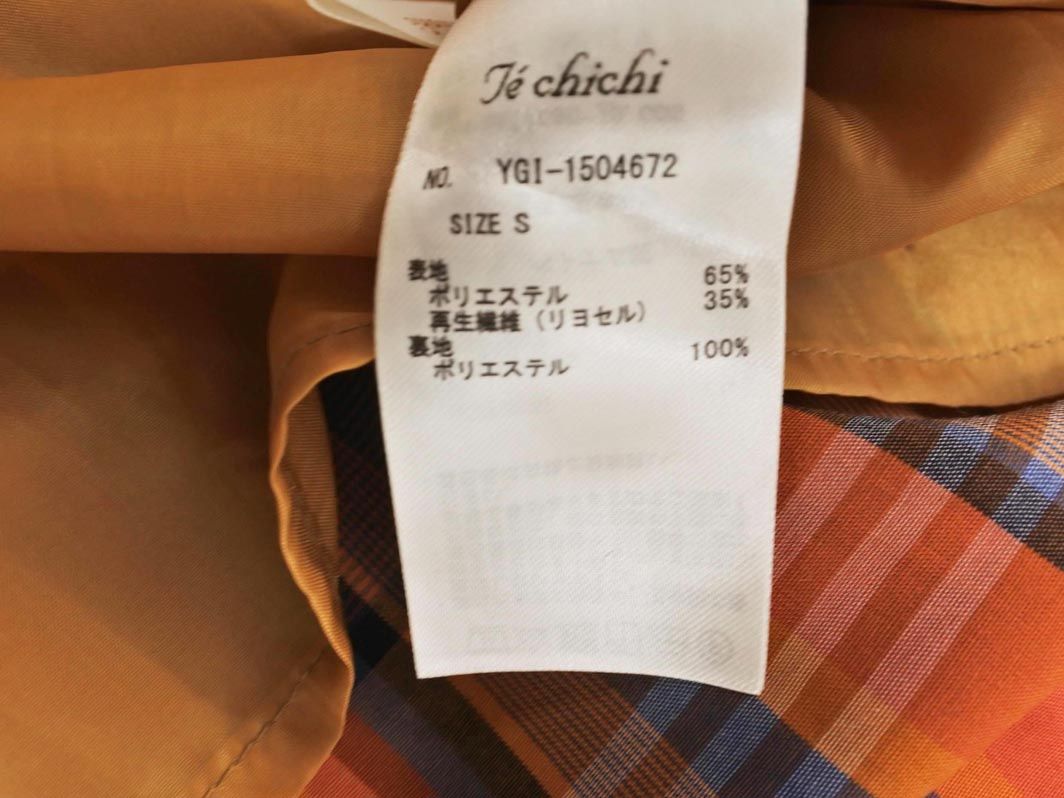 Jé chichi
NO. YGI-1504672
SIZE S
表地
ポリエステル 65%
再生繊維（リヨセル） 35%
裏地
ポリエステル 100%